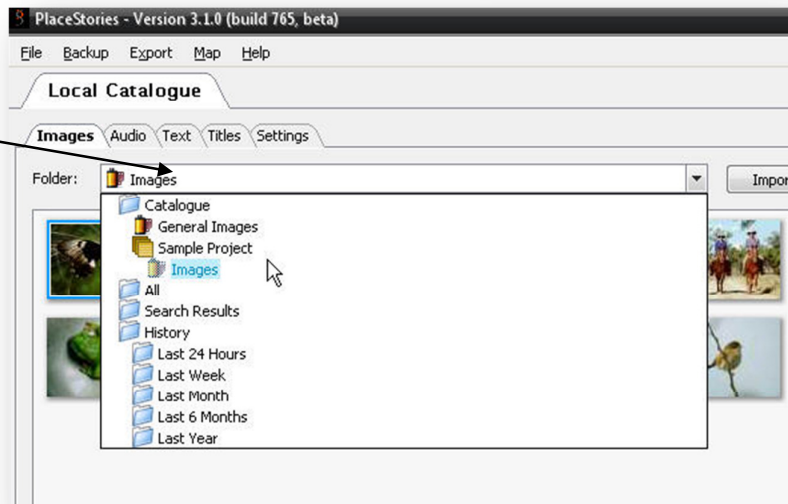 PlaceStories - Version 3.1.0 (build 765, beta)
File Backup Export Map Help
Local Catalogue
Images Audio Text Titles Settings
Folder: Images Impor
Catalogue
General Images
Sample Project
Images
All
Search Results
History
Last 24 Hours
Last Week
Last Month
Last 6 Months
Last Year